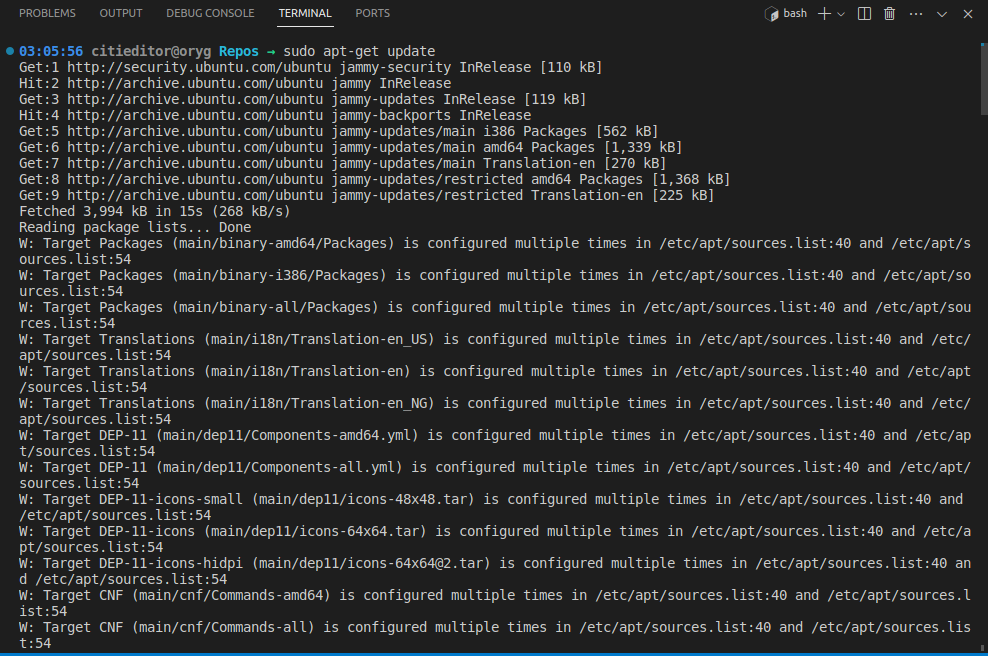 PROBLEMS OUTPUT DEBUG CONSOLE TERMINAL PORTS bash
03:05:56 citieditor@oryg Repos → sudo apt-get update
Get:1 http://security.ubuntu.com/ubuntu jammy-security InRelease [110 kB]
Hit:2 http://archive.ubuntu.com/ubuntu jammy InRelease
Get:3 http://archive.ubuntu.com/ubuntu jammy-updates InRelease [119 kB]
Hit:4 http://archive.ubuntu.com/ubuntu jammy-backports InRelease
Get:5 http://archive.ubuntu.com/ubuntu jammy-updates/main i386 Packages [562 kB]
Get:6 http://archive.ubuntu.com/ubuntu jammy-updates/main amd64 Packages [1,339 kB]
Get:7 http://archive.ubuntu.com/ubuntu jammy-updates/main Translation-en [270 kB]
Get:8 http://archive.ubuntu.com/ubuntu jammy-updates/restricted amd64 Packages [1,368 kB]
Get:9 http://archive.ubuntu.com/ubuntu jammy-updates/restricted Translation-en [225 kB]
Fetched 3,994 kB in 15s (268 kB/s)
Reading package lists... Done
W: Target Packages (main/binary-amd64/Packages) is configured multiple times in /etc/apt/sources.list:40 and /etc/apt/s
ources.list:54
W: Target Packages (main/binary-i386/Packages) is configured multiple times in /etc/apt/sources.list:40 and /etc/apt/so
urces.list:54
W: Target Packages (main/binary-all/Packages) is configured multiple times in /etc/apt/sources.list:40 and /etc/apt/sou
rces.list:54
W: Target Translations (main/i18n/Translation-en_US) is configured multiple times in /etc/apt/sources.list:40 and /etc/
apt/sources.list:54
W: Target Translations (main/i18n/Translation-en) is configured multiple times in /etc/apt/sources.list:40 and /etc/apt
/sources.list:54
W: Target Translations (main/i18n/Translation-en_NG) is configured multiple times in /etc/apt/sources.list:40 and /etc/
apt/sources.list:54
W: Target DEP-11 (main/dep11/Components-amd64.yml) is configured multiple times in /etc/apt/sources.list:40 and /etc/ap
t/sources.list:54
W: Target DEP-11 (main/dep11/Components-all.yml) is configured multiple times in /etc/apt/sources.list:40 and /etc/apt/
sources.list:54
W: Target DEP-11-icons-small (main/dep11/icons-48x48.tar) is configured multiple times in /etc/apt/sources.list:40 and
/etc/apt/sources.list:54
W: Target DEP-11-icons (main/dep11/icons-64x64.tar) is configured multiple times in /etc/apt/sources.list:40 and /etc/a
pt/sources.list:54
W: Target DEP-11-icons-hidpi (main/dep11/icons-64x64@2.tar) is configured multiple times in /etc/apt/sources.list:40 an
d /etc/apt/sources.list:54
W: Target CNF (main/cnf/Commands-amd64) is configured multiple times in /etc/apt/sources.list:40 and /etc/apt/sources.l
ist:54
W: Target CNF (main/cnf/Commands-all) is configured multiple times in /etc/apt/sources.list:40 and /etc/apt/sources.lis
t:54